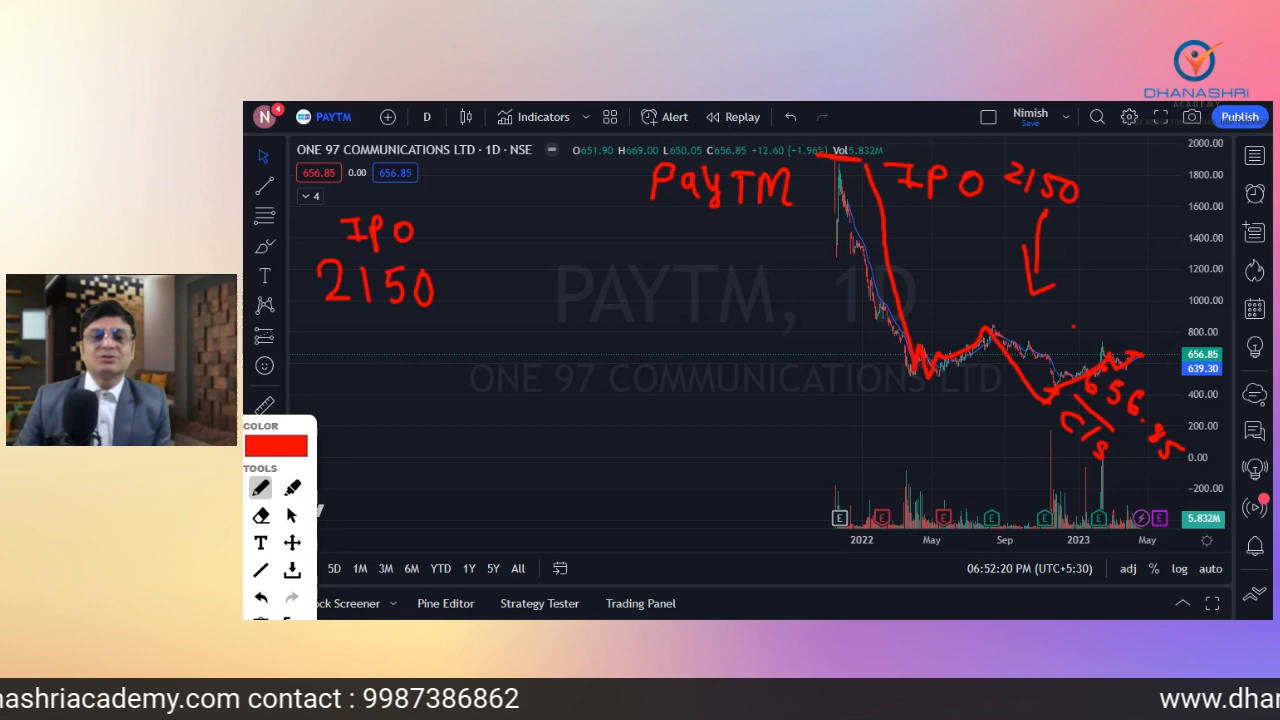 DHANASHRI
ACADEMY
N 4 PAYTM D Indicators Alert Replay Nimish Save Publish
ONE 97 COMMUNICATIONS LTD · 1D · NSE O651.90 H669.00 L650.05 C656.85 +12.60 (+1.96%) Vol5.832M
656.85 0.00 656.85
4
PayTM IPO 2150
IPO
2150
PAYTM, 1D
ONE 97 COMMUNICATIONS LTD
656.85
C/S
2000.00
1800.00
1600.00
1400.00
1200.00
1000.00
800.00
656.85
639.30
400.00
200.00
0.00
−200.00
5.832M
E E E E E E E
2022 May Sep 2023 May
COLOR
TOOLS
T
5D 1M 3M 6M YTD 1Y 5Y All 06:52:20 PM (UTC+5:30) adj % log auto
ock Screener Pine Editor Strategy Tester Trading Panel
nashriacademy.com contact : 9987386862 www.dhan